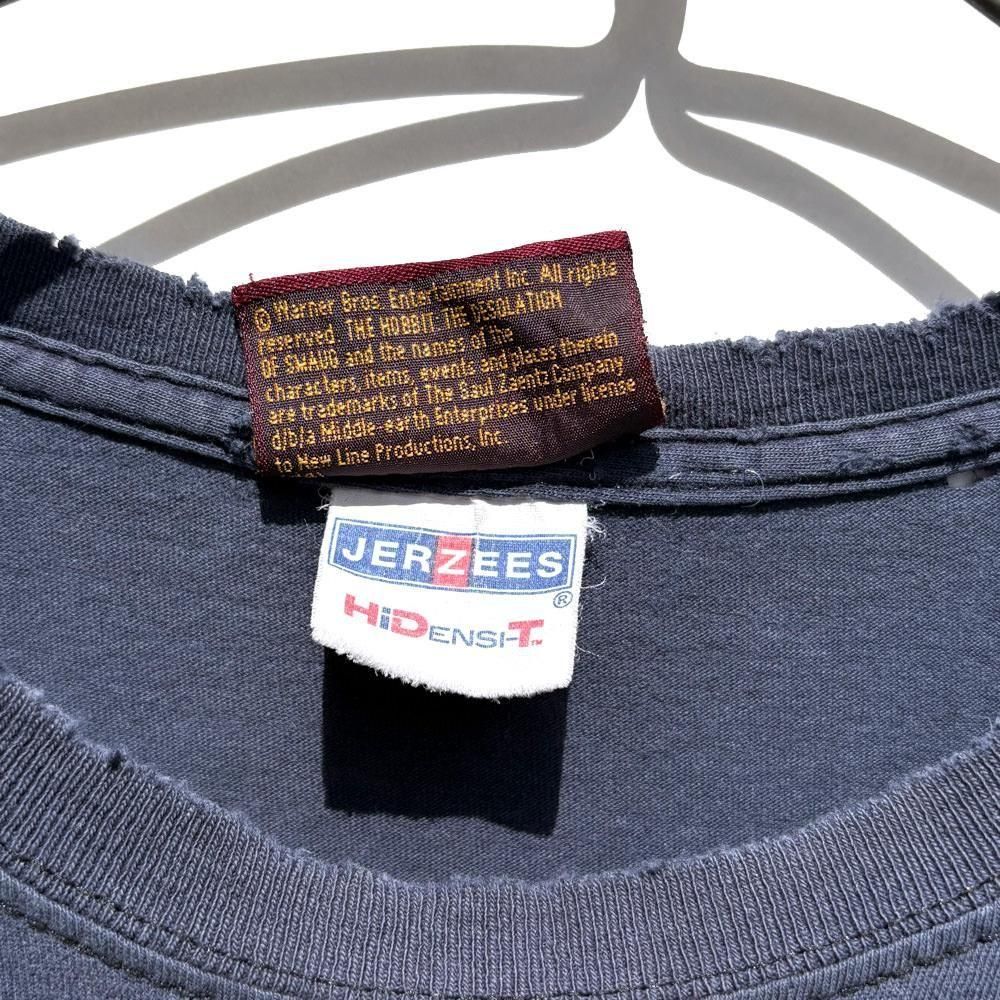 © Warner Bros. Entertainment Inc. All rights
reserved THE HOBBIT: THE DESOLATION
OF SMAUG and the names of the
characters, items, events and places therein
are trademarks of The Saul Zaentz Company
d/b/a Middle-earth Enterprises under license
to New Line Productions, Inc.
JERZEES®
HiDENSI-T™